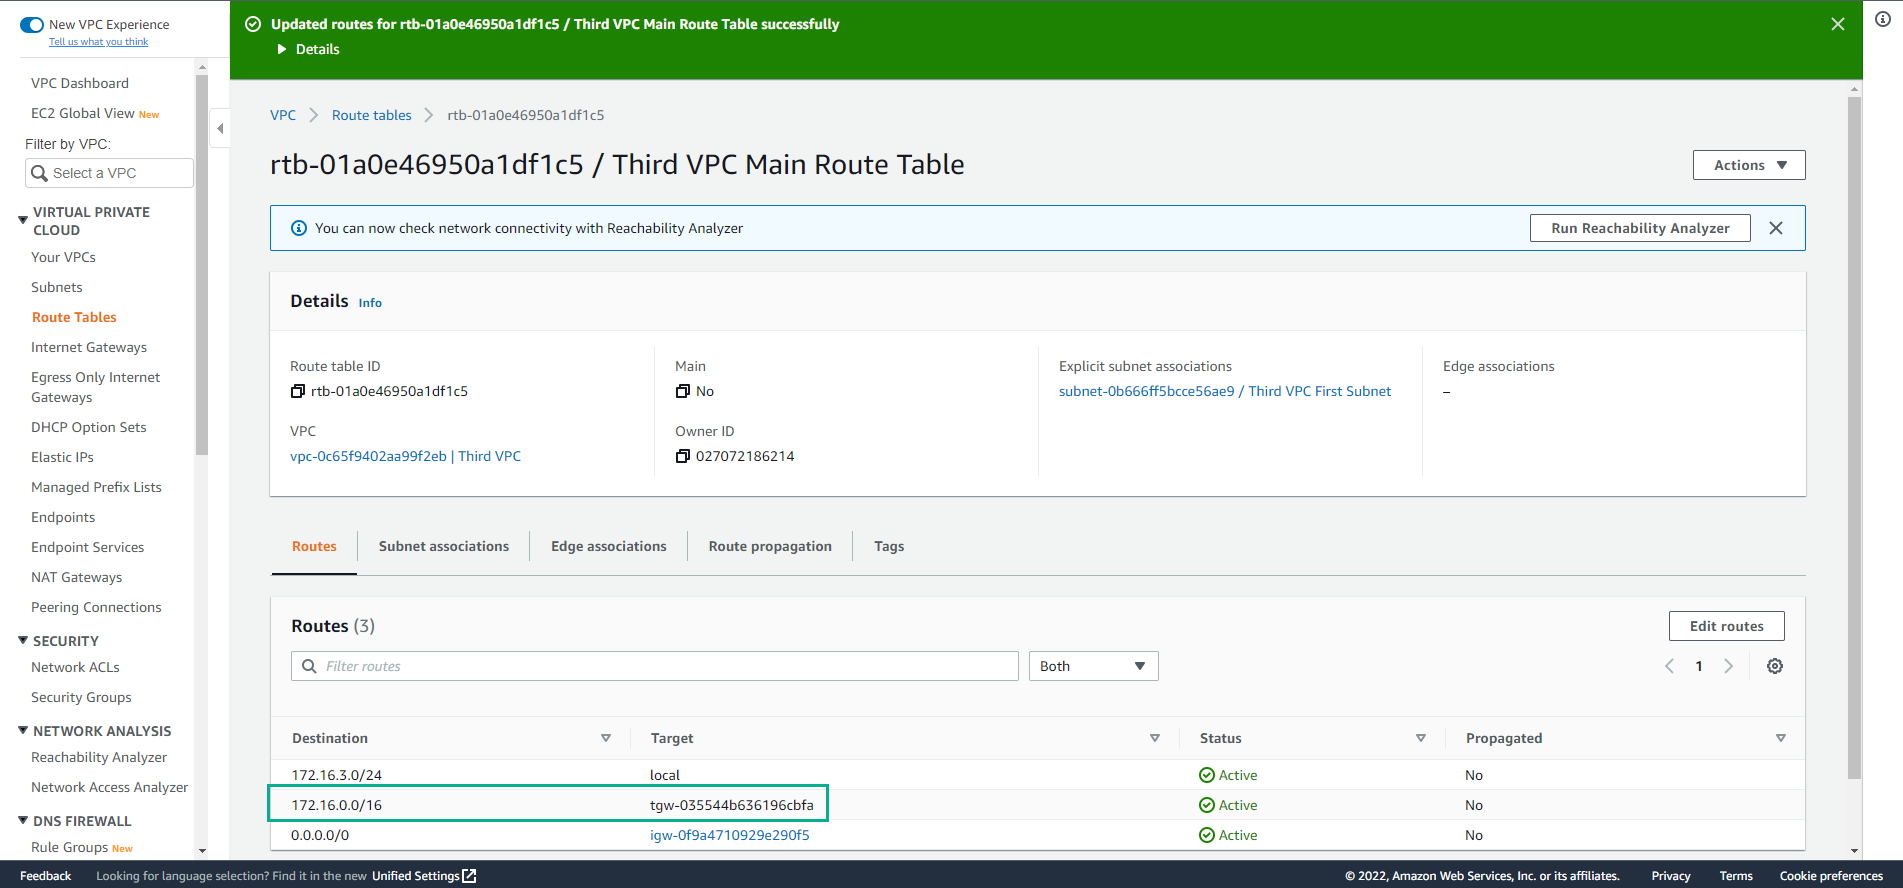 New VPC Experience
Tell us what you think
VPC Dashboard
EC2 Global View New
Filter by VPC:
Select a VPC
VIRTUAL PRIVATE
CLOUD
Your VPCs
Subnets
Route Tables
Internet Gateways
Egress Only Internet
Gateways
DHCP Option Sets
Elastic IPs
Managed Prefix Lists
Endpoints
Endpoint Services
NAT Gateways
Peering Connections
SECURITY
Network ACLs
Security Groups
NETWORK ANALYSIS
Reachability Analyzer
Network Access Analyzer
DNS FIREWALL
Rule Groups New
Updated routes for rtb-01a0e46950a1df1c5 / Third VPC Main Route Table successfully
Details
VPC Route tables rtb-01a0e46950a1df1c5
rtb-01a0e46950a1df1c5 / Third VPC Main Route Table
Actions
You can now check network connectivity with Reachability Analyzer
Run Reachability Analyzer
Details Info
Route table ID
rtb-01a0e46950a1df1c5
Main
No
Explicit subnet associations
subnet-0b666ff5bcce56ae9 / Third VPC First Subnet
Edge associations
–
VPC
vpc-0c65f9402aa99f2eb | Third VPC
Owner ID
027072186214
Routes Subnet associations Edge associations Route propagation Tags
Routes (3)
Edit routes
Filter routes
Both
1
Destination Target Status Propagated
172.16.3.0/24 local Active No
172.16.0.0/16 tgw-035544b636196cbfa Active No
0.0.0.0/0 igw-0f9a4710929e290f5 Active No
Feedback Looking for language selection? Find it in the new Unified Settings
© 2022, Amazon Web Services, Inc. or its affiliates. Privacy Terms Cookie preferences